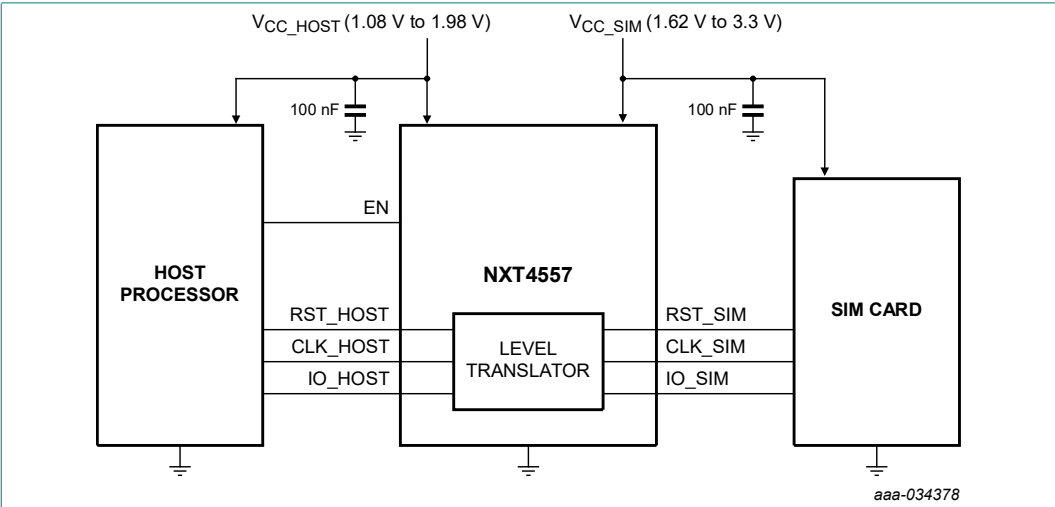 VCC_HOST (1.08 V to 1.98 V)
VCC_SIM (1.62 V to 3.3 V)
100 nF
100 nF
EN
HOST
PROCESSOR
NXT4557
SIM CARD
RST_HOST
CLK_HOST
IO_HOST
LEVEL
TRANSLATOR
RST_SIM
CLK_SIM
IO_SIM
aaa-034378